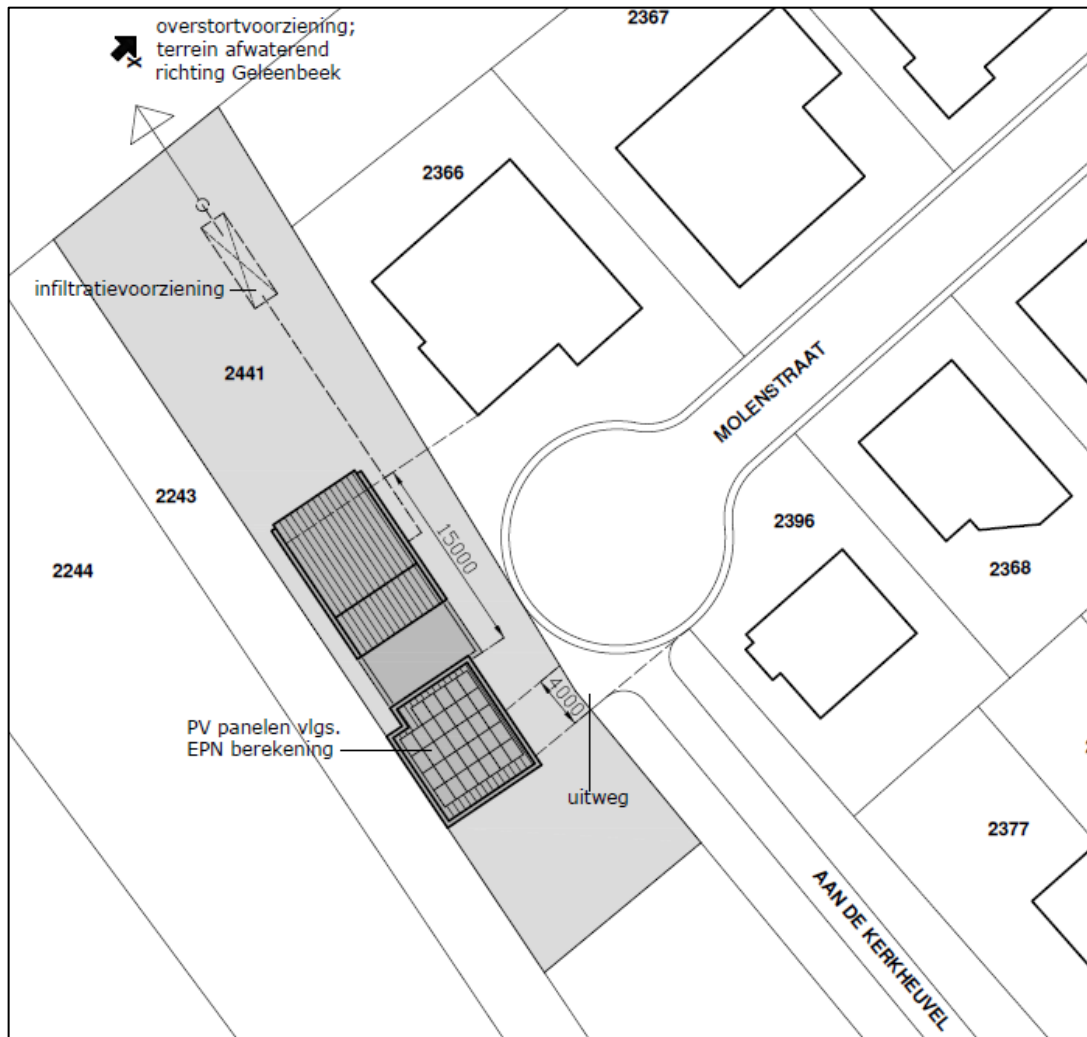 overstortvoorziening;
terrein afwaterend
richting Geleenbeek
x
2367
2366
infiltratievoorziening
2441
MOLENSTRAAT
2243
2244
15000
2396
2368
4000
PV panelen vlgs.
EPN berekening
uitweg
2377
AAN DE KERKHEUVEL